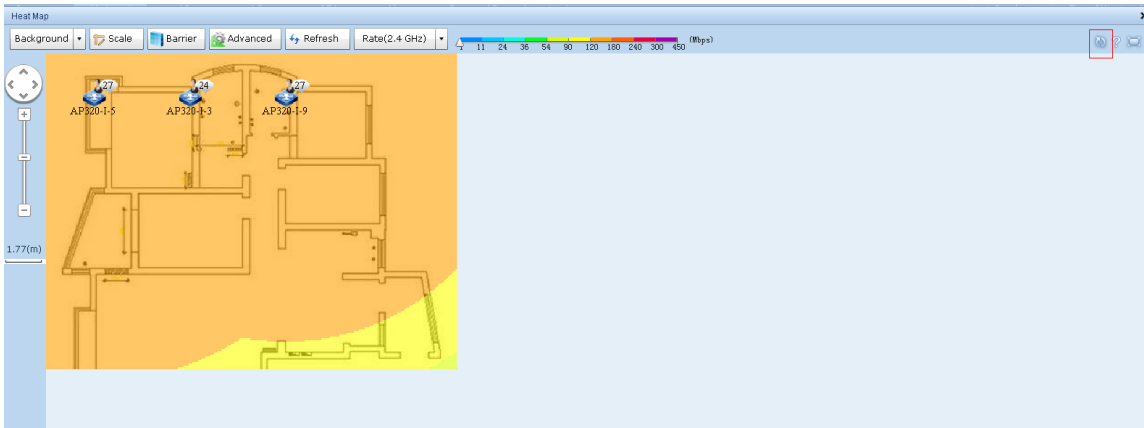 Heat Map
Background Scale Barrier Advanced Refresh Rate(2.4 GHz) (Mbps)
11 24 36 54 90 120 180 240 300 450
27 24 27
AP320-I-5 AP320-I-3 AP320-I-9
1.77(m)